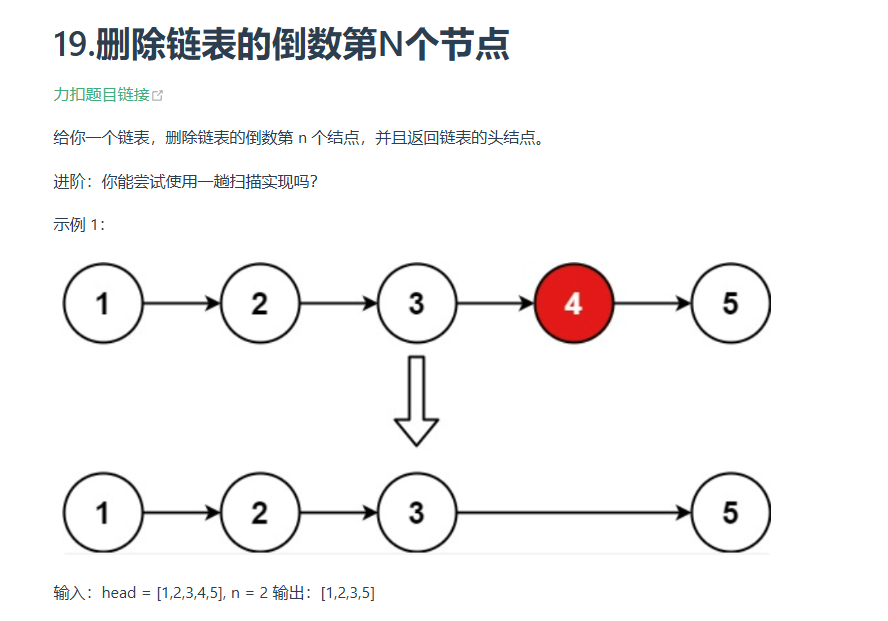 19.删除链表的倒数第N个节点
力扣题目链接
给你一个链表，删除链表的倒数第 n 个结点，并且返回链表的头结点。
进阶：你能尝试使用一趟扫描实现吗？
示例 1：
1 2 3 4 5
1 2 3 5
输入：head = [1,2,3,4,5], n = 2 输出：[1,2,3,5]